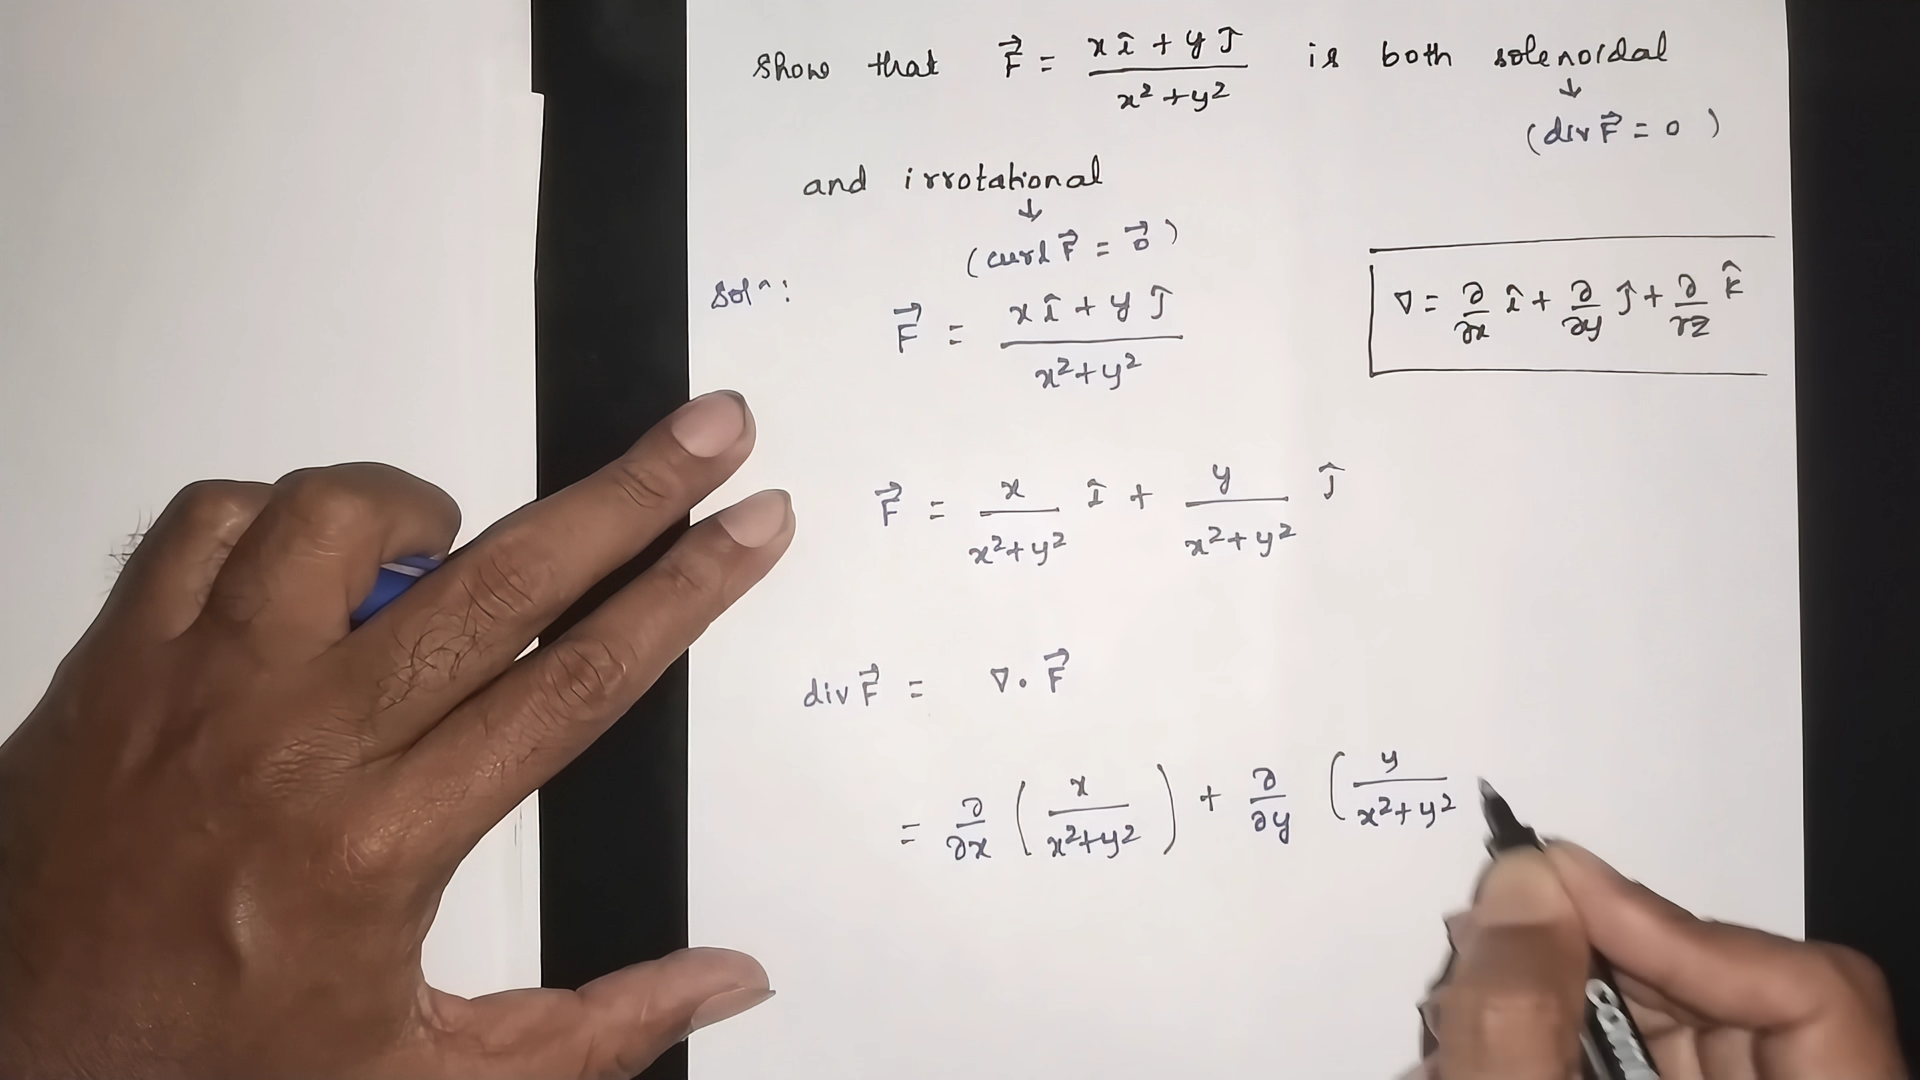 Show that F⃗ = (x î + y ĵ) / (x² + y²) is both solenoidal
↓
(div F⃗ = 0)
and irrotational
↓
(curl F⃗ = 0⃗)
Solⁿ:
F⃗ = (x î + y ĵ) / (x² + y²)
∇ = ∂/∂x î + ∂/∂y ĵ + ∂/∂z k̂
F⃗ = x/(x²+y²) î + y/(x²+y²) ĵ
div F⃗ = ∇ · F⃗
= ∂/∂x (x/(x²+y²)) + ∂/∂y (y/(x²+y²)